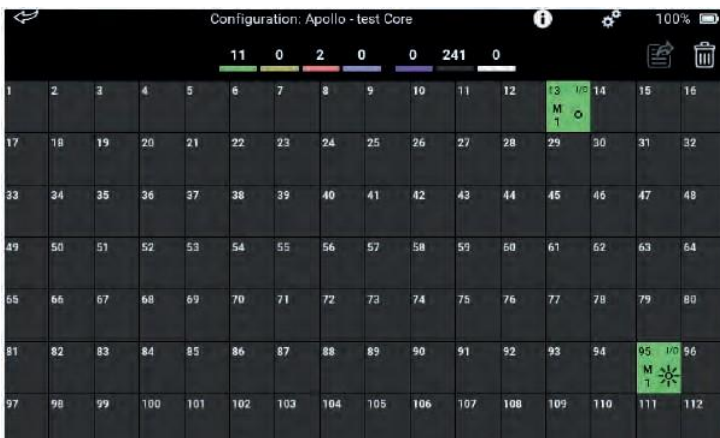 Configuration: Apollo - test Core 100%
11 0 2 0 0 241 0
1 2 3 4 5 6 7 8 9 10 11 12 13 I/O 14 15 16
M
1
17 18 19 20 21 22 23 24 25 26 27 28 29 30 31 32
33 34 35 36 37 38 39 40 41 42 43 44 45 46 47 48
49 50 51 52 53 54 55 56 57 58 59 60 61 62 63 64
65 66 67 68 69 70 71 72 73 74 75 76 77 78 79 80
81 82 83 84 85 86 87 88 89 90 91 92 93 94 95 I/O 96
M
1
97 98 99 100 101 102 103 104 105 106 107 108 109 110 111 112